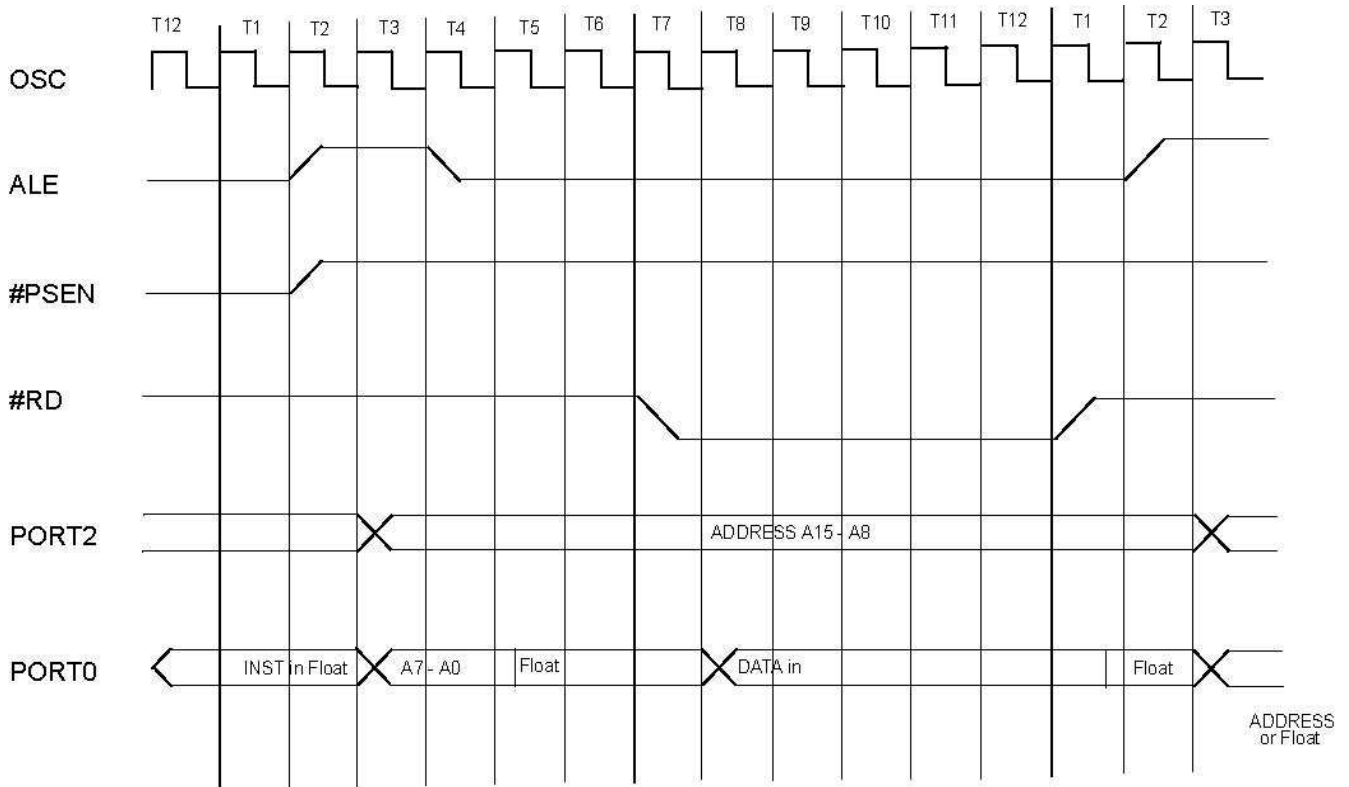 T12 T1 T2 T3 T4 T5 T6 T7 T8 T9 T10 T11 T12 T1 T2 T3
OSC
ALE
#PSEN
#RD
PORT2 ADDRESS A15 - A8
PORT0 INST in Float A7 - A0 Float DATA in Float
ADDRESS
or Float